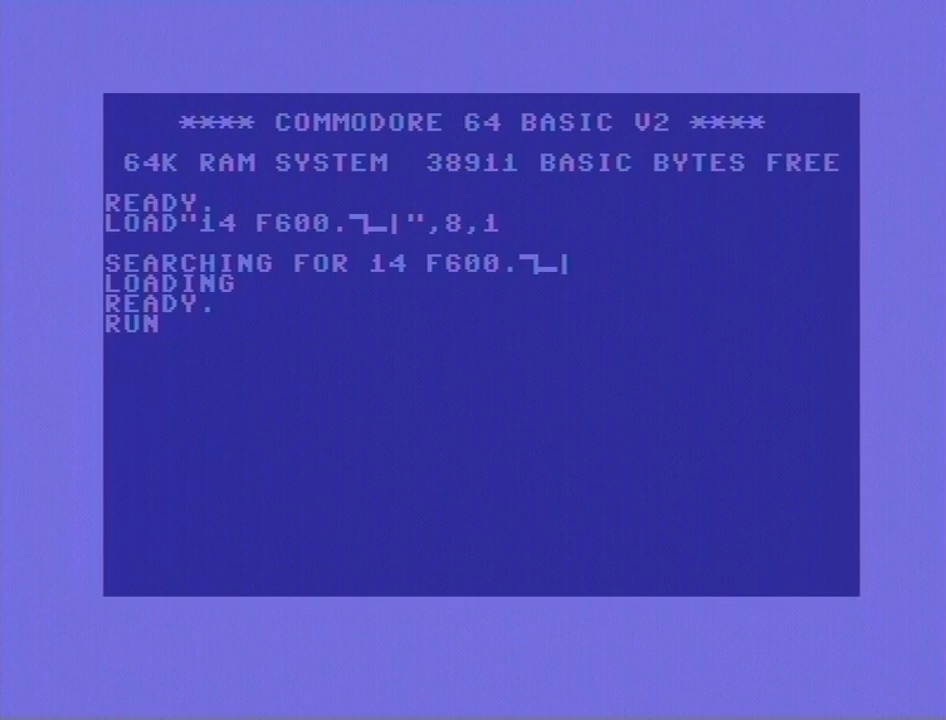 **** COMMODORE 64 BASIC V2 ****
64K RAM SYSTEM  38911 BASIC BYTES FREE
READY.
LOAD"14 F600.┐▂|",8,1
SEARCHING FOR 14 F600.┐▂|
LOADING
READY.
RUN